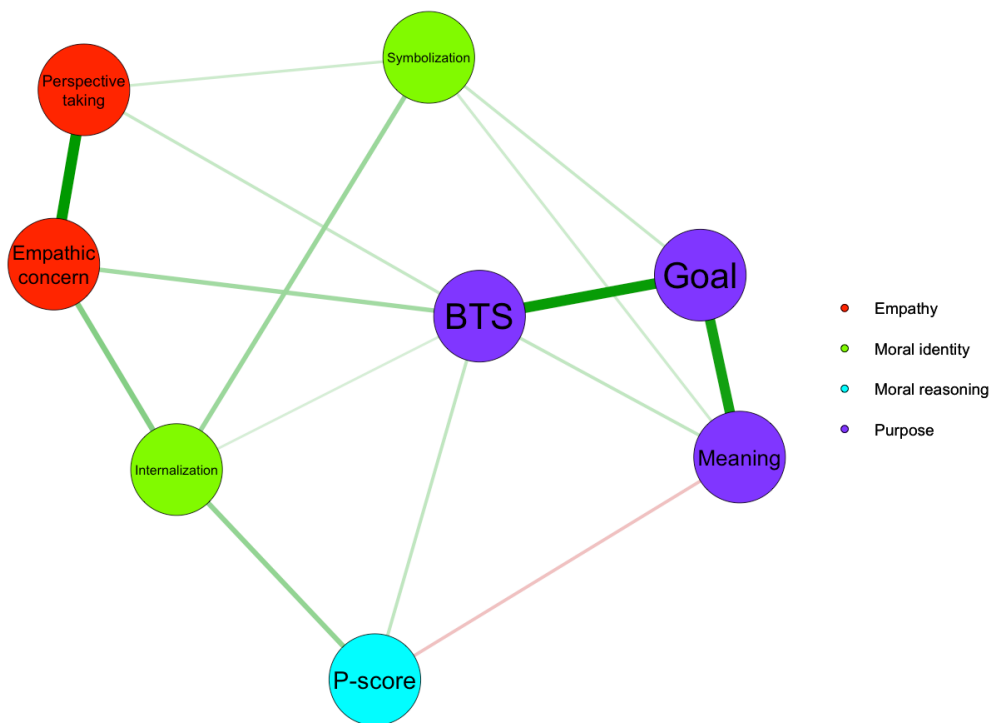 Symbolization
Perspective
taking
Empathic
concern
Goal
BTS
Empathy
Moral identity
Moral reasoning
Purpose
Meaning
Internalization
P-score